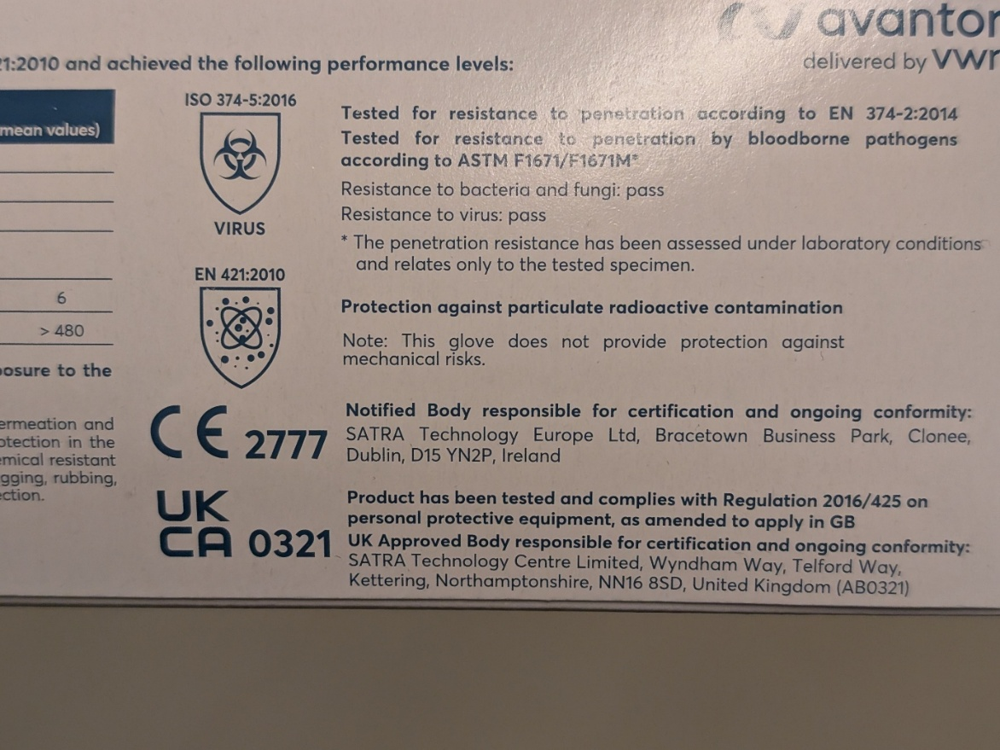 avantor
delivered by vwr
21:2010 and achieved the following performance levels:
mean values)
6
> 480
posure to the
ermeation and
otection in the
emical resistant
gging, rubbing,
ection.
ISO 374-5:2016
VIRUS
Tested for resistance to penetration according to EN 374-2:2014
Tested for resistance to penetration by bloodborne pathogens
according to ASTM F1671/F1671M*
Resistance to bacteria and fungi: pass
Resistance to virus: pass
* The penetration resistance has been assessed under laboratory conditions
and relates only to the tested specimen.
EN 421:2010
Protection against particulate radioactive contamination
Note: This glove does not provide protection against
mechanical risks.
CE 2777
Notified Body responsible for certification and ongoing conformity:
SATRA Technology Europe Ltd, Bracetown Business Park, Clonee,
Dublin, D15 YN2P, Ireland
UK
CA 0321
Product has been tested and complies with Regulation 2016/425 on
personal protective equipment, as amended to apply in GB
UK Approved Body responsible for certification and ongoing conformity:
SATRA Technology Centre Limited, Wyndham Way, Telford Way,
Kettering, Northamptonshire, NN16 8SD, United Kingdom (AB0321)